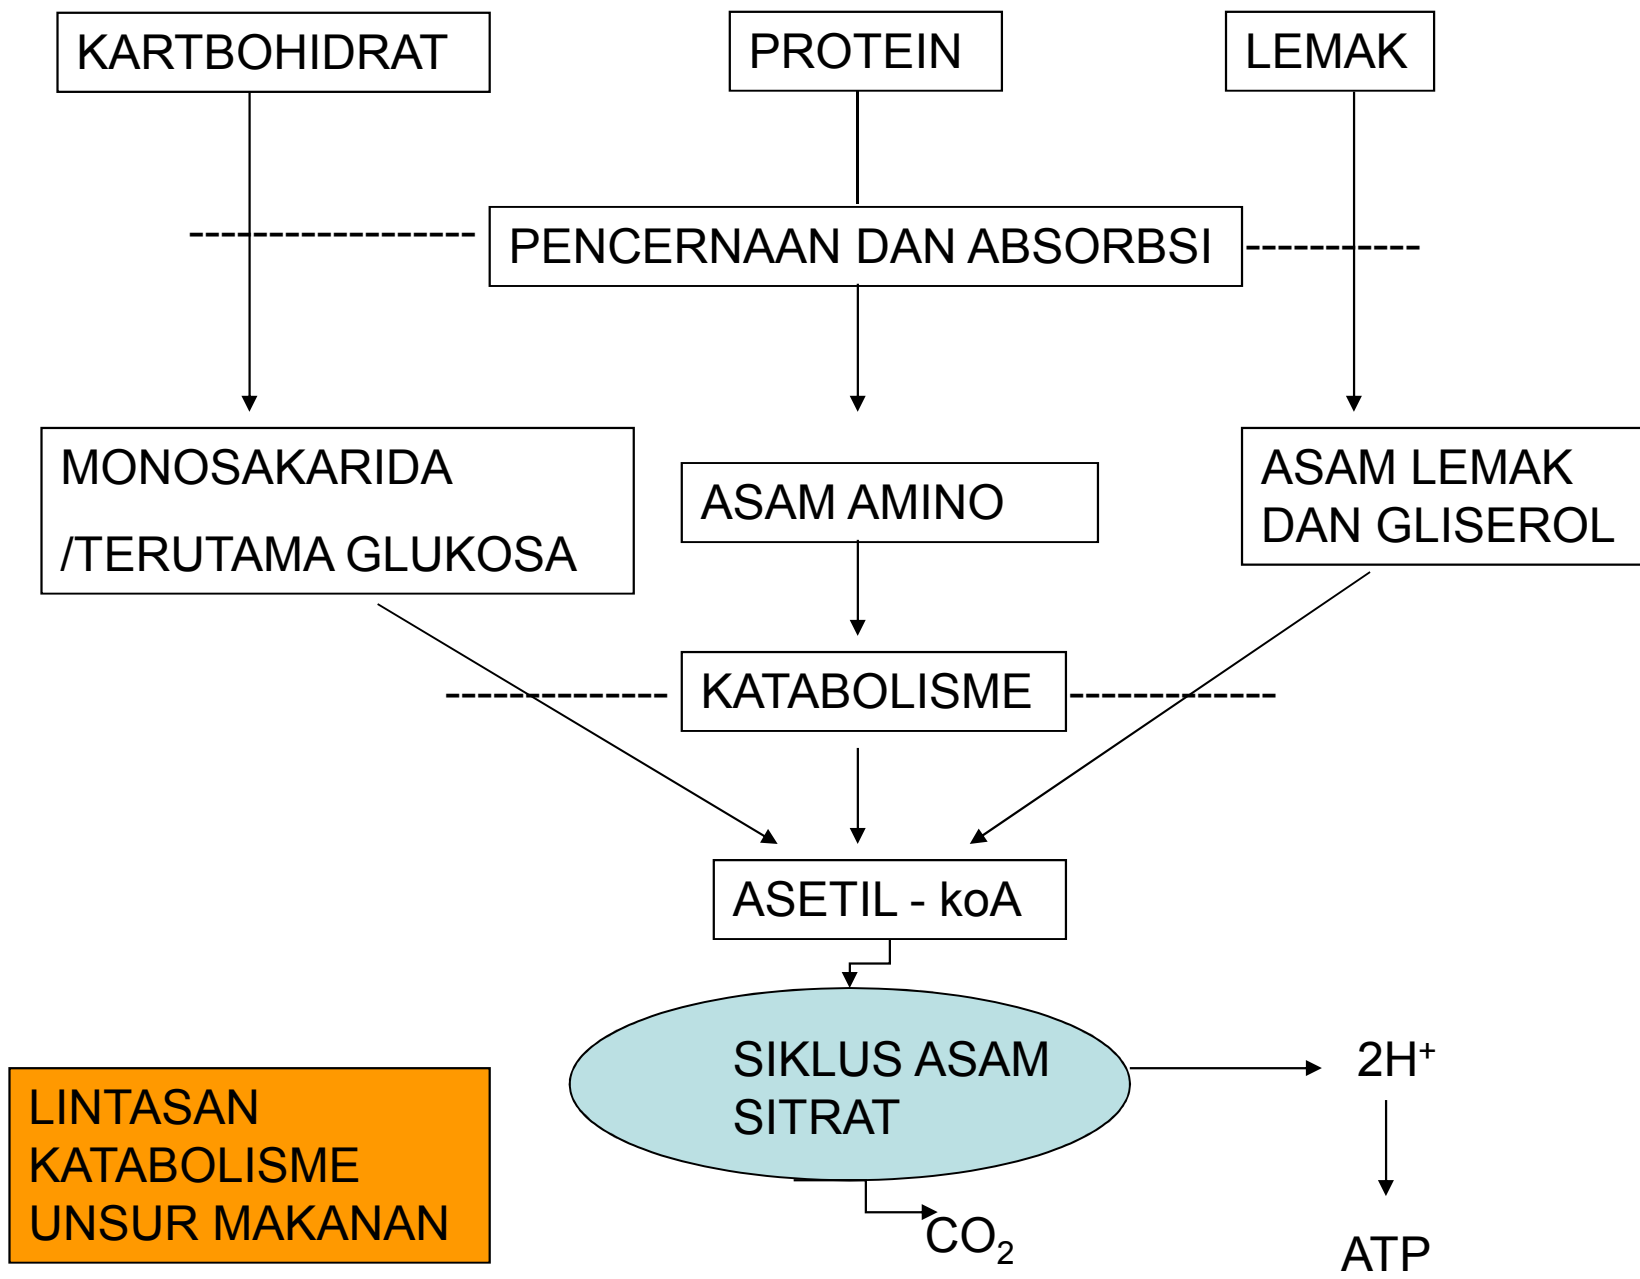 KARTBOHIDRAT
PROTEIN
LEMAK
PENCERNAAN DAN ABSORBSI
MONOSAKARIDA
/TERUTAMA GLUKOSA
ASAM AMINO
ASAM LEMAK
DAN GLISEROL
KATABOLISME
ASETIL - koA
SIKLUS ASAM
SITRAT
2H⁺
CO₂
ATP
LINTASAN
KATABOLISME
UNSUR MAKANAN